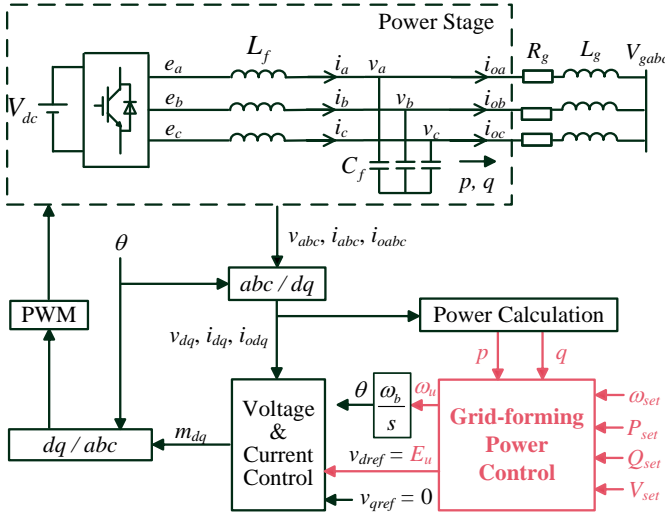 Power Stage
V_dc
e_a
e_b
e_c
L_f
i_a
i_b
i_c
v_a
v_b
v_c
C_f
i_oa
i_ob
i_oc
p, q
R_g
L_g
V_gabc
θ
v_abc, i_abc, i_oabc
abc / dq
PWM
v_dq, i_dq, i_odq
Power Calculation
p
q
dq / abc
m_dq
Voltage
&
Current
Control
θ
ω_b
s
ω_u
v_dref = E_u
v_qref = 0
Grid-forming
Power
Control
ω_set
P_set
Q_set
V_set